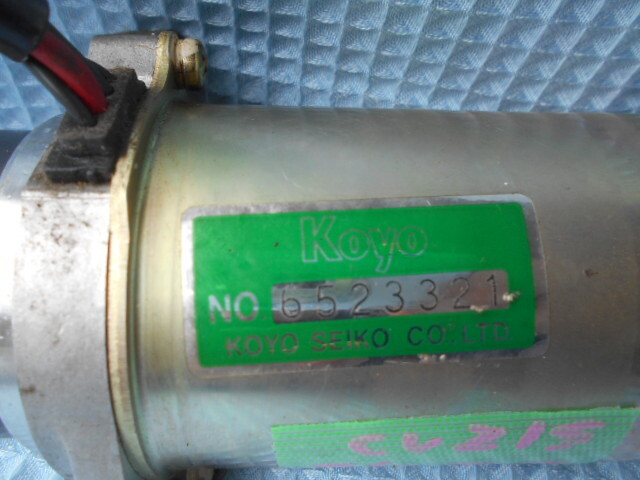 Koyo
NO. 6523321
KOYO SEIKO CO., LTD.
CV21S